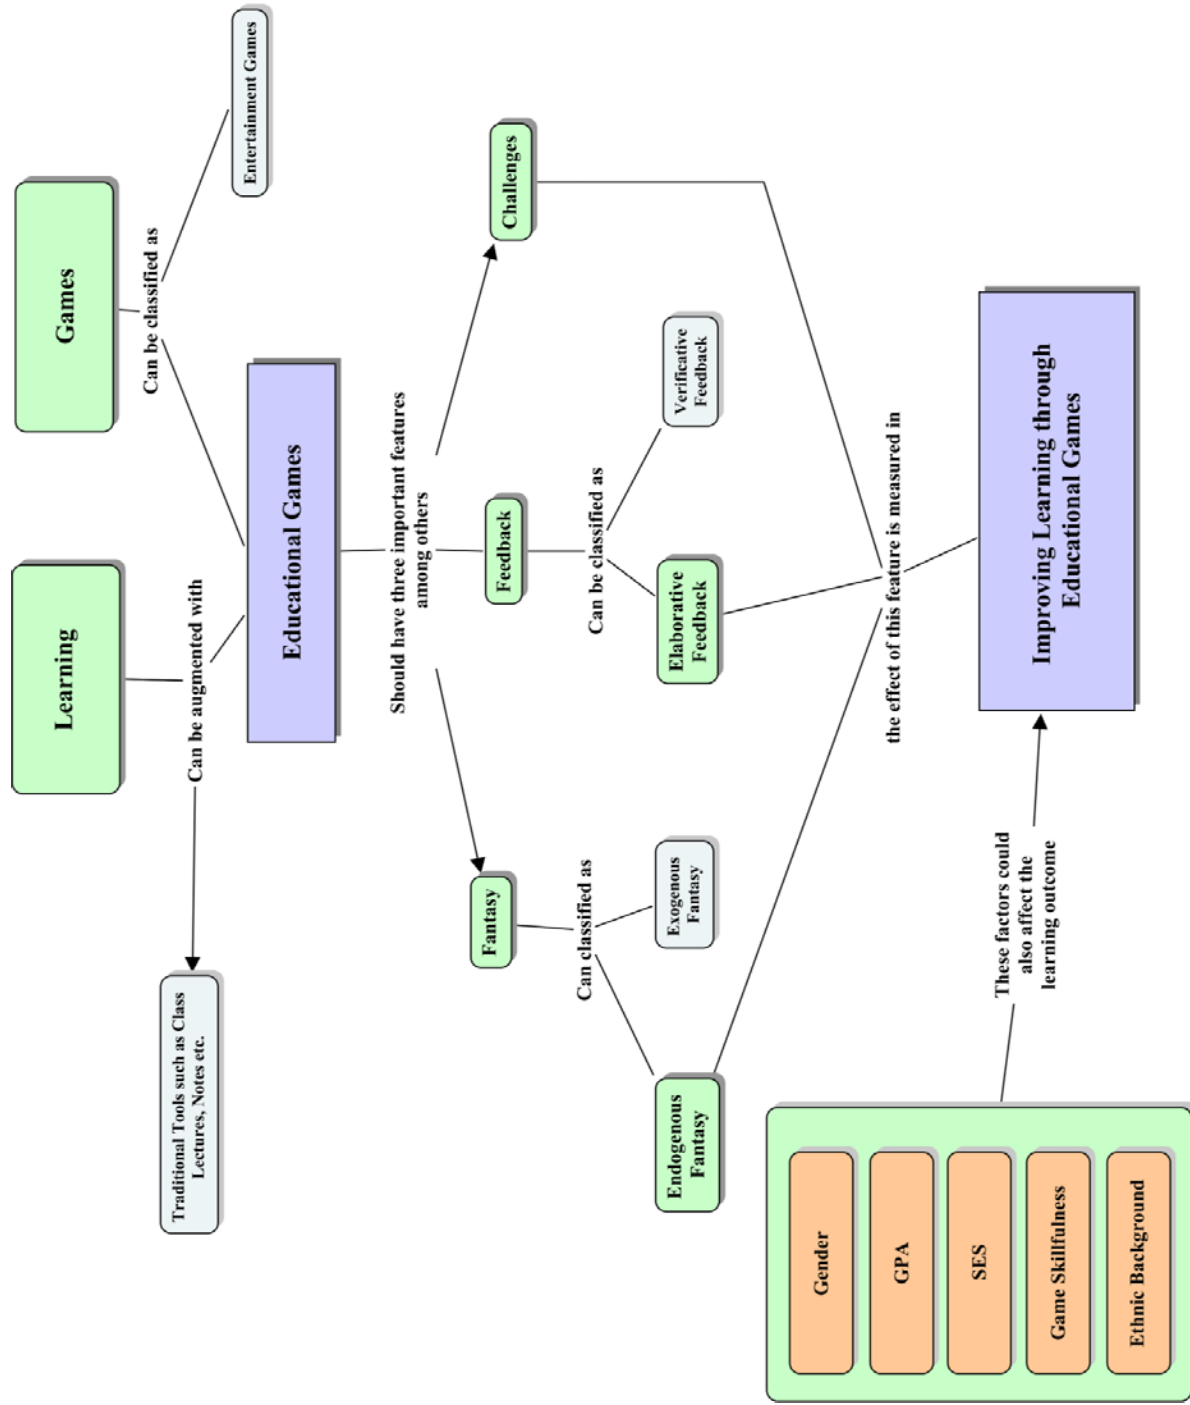 Learning
Games
Can be augmented with
Can be classified as
Traditional Tools such as Class
Lectures, Notes etc.
Educational Games
Entertainment Games
Should have three important features
among others
Fantasy
Feedback
Challenges
Can classified as
Can be classified as
Endogenous
Fantasy
Exogenous
Fantasy
Elaborative
Feedback
Verificative
Feedback
the effect of this feature is measured in
Gender
GPA
SES
Game Skillfulness
Ethnic Background
These factors could
also affect the
learning outcome
Improving Learning through
Educational Games